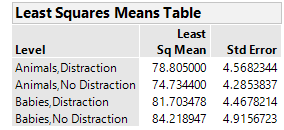 Least Squares Means Table
Least
Level Sq Mean Std Error
Animals,Distraction 78.805000 4.5682344
Animals,No Distraction 74.734400 4.2853837
Babies,Distraction 81.703478 4.4678214
Babies,No Distraction 84.218947 4.9156723